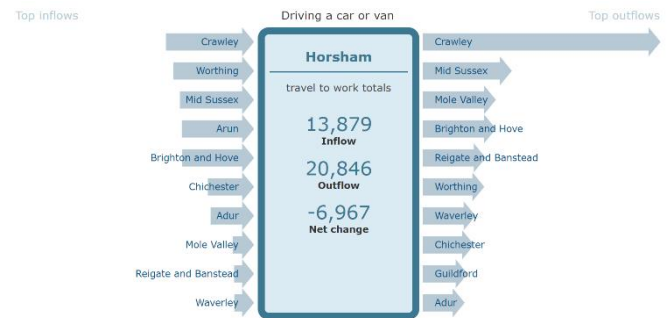 Top inflows
Driving a car or van
Top outflows
Crawley
Worthing
Mid Sussex
Arun
Brighton and Hove
Chichester
Adur
Mole Valley
Reigate and Banstead
Waverley
Horsham
travel to work totals
13,879
Inflow
20,846
Outflow
-6,967
Net change
Crawley
Mid Sussex
Mole Valley
Brighton and Hove
Reigate and Banstead
Worthing
Waverley
Chichester
Guildford
Adur